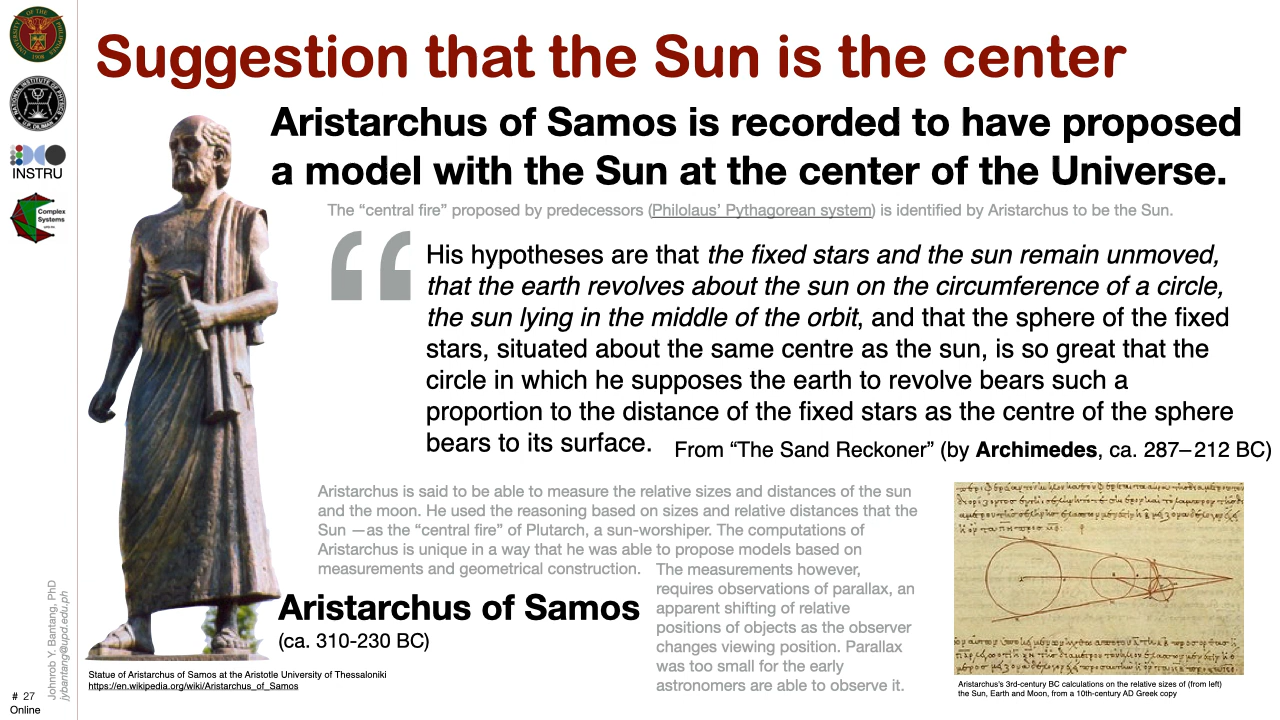 Suggestion that the Sun is the center
Aristarchus of Samos is recorded to have proposed
a model with the Sun at the center of the Universe.
The “central fire” proposed by predecessors (Philolaus’ Pythagorean system) is identified by Aristarchus to be the Sun.
“
His hypotheses are that the fixed stars and the sun remain unmoved,
that the earth revolves about the sun on the circumference of a circle,
the sun lying in the middle of the orbit, and that the sphere of the fixed
stars, situated about the same centre as the sun, is so great that the
circle in which he supposes the earth to revolve bears such a
proportion to the distance of the fixed stars as the centre of the sphere
bears to its surface.
From “The Sand Reckoner” (by Archimedes, ca. 287–212 BC)
Aristarchus is said to be able to measure the relative sizes and distances of the sun
and the moon. He used the reasoning based on sizes and relative distances that the
Sun —as the “central fire” of Plutarch, a sun-worshiper. The computations of
Aristarchus is unique in a way that he was able to propose models based on
measurements and geometrical construction.
The measurements however,
requires observations of parallax, an
apparent shifting of relative
positions of objects as the observer
changes viewing position. Parallax
was too small for the early
astronomers are able to observe it.
Aristarchus of Samos
(ca. 310-230 BC)
Statue of Aristarchus of Samos at the Aristotle University of Thessaloniki
https://en.wikipedia.org/wiki/Aristarchus_of_Samos
Aristarchus’s 3rd-century BC calculations on the relative sizes of (from left)
the Sun, Earth and Moon, from a 10th-century AD Greek copy
UNIVERSITY OF THE PHILIPPINES
1908
NATIONAL INSTITUTE OF PHYSICS
U.P. DILIMAN
INSTRU
Complex
Systems
Johnrob Y. Bantang, PhD
jybantang@upd.edu.ph
# 27
Online